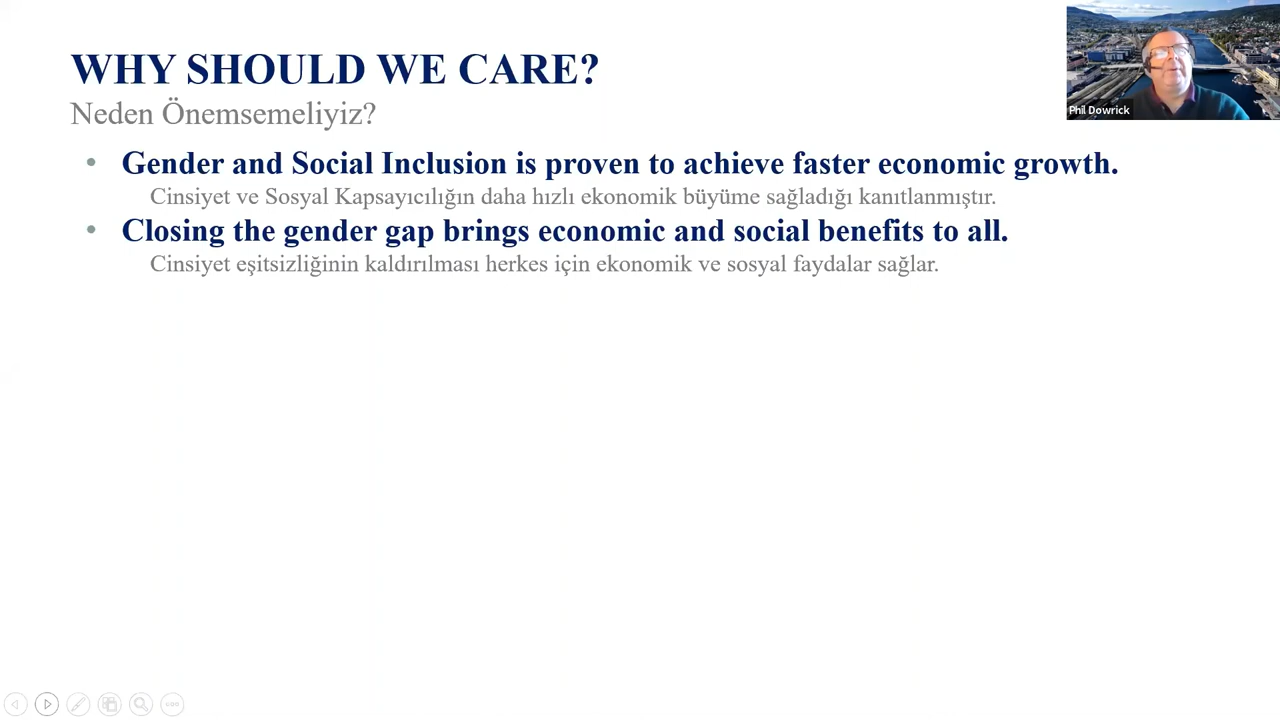 WHY SHOULD WE CARE?
Neden Önemsemeliyiz?
• Gender and Social Inclusion is proven to achieve faster economic growth.
Cinsiyet ve Sosyal Kapsayıcılığın daha hızlı ekonomik büyüme sağladığı kanıtlanmıştır.
• Closing the gender gap brings economic and social benefits to all.
Cinsiyet eşitsizliğinin kaldırılması herkes için ekonomik ve sosyal faydalar sağlar.
Phil Dowrick